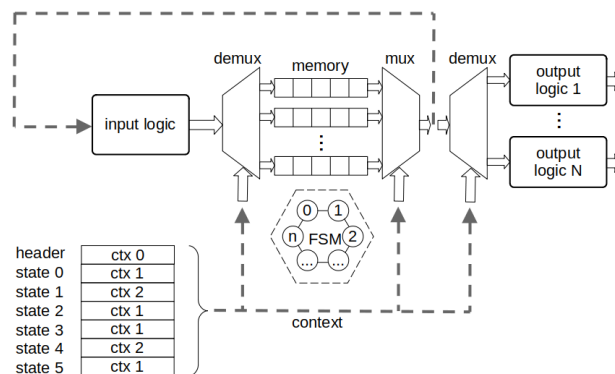 demux
memory
mux
demux
input logic
output
logic 1
⋮
output
logic N
⋮
0
1
n
FSM
2
...
...
header ctx 0
state 0 ctx 1
state 1 ctx 2
state 2 ctx 1
state 3 ctx 1
state 4 ctx 2
state 5 ctx 1
context